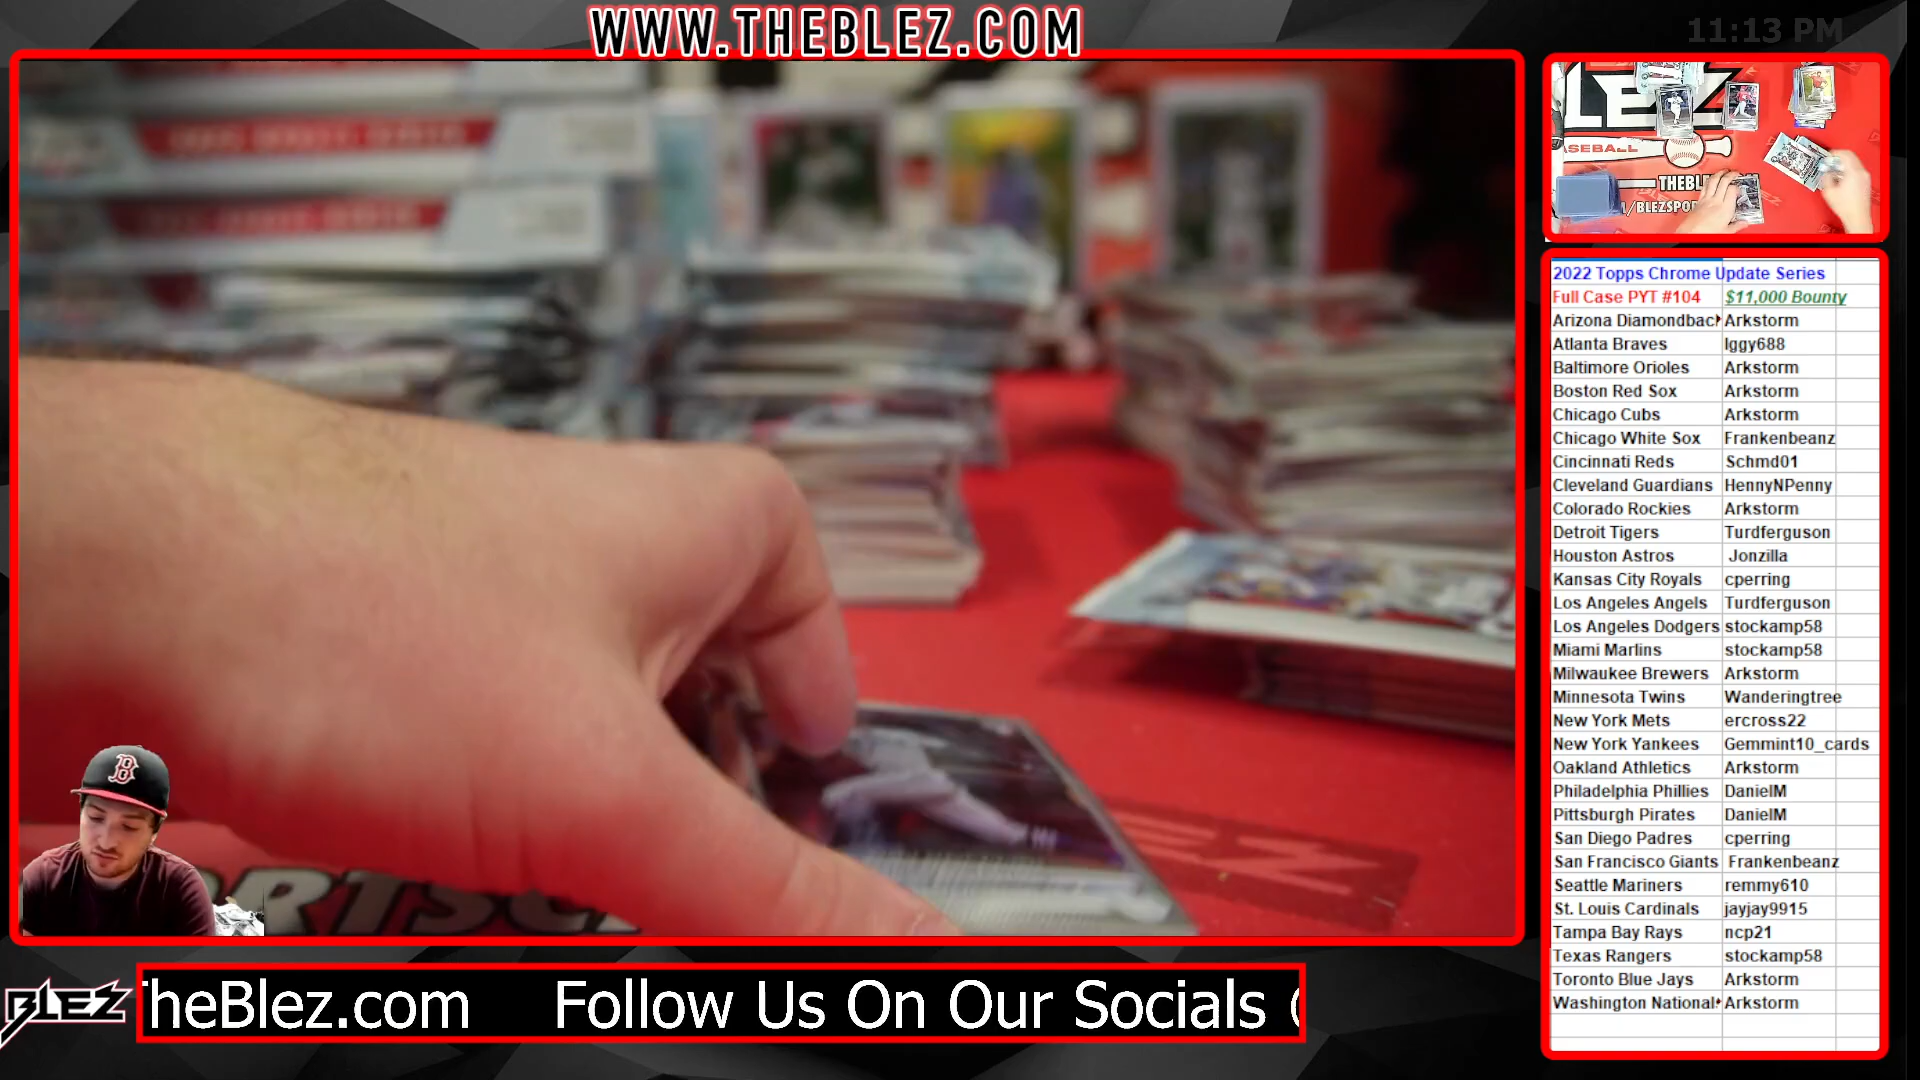 WWW.THEBLEZ.COM
11:13 PM
LEZ
SEBALL
THEBL
/BLEZSPO
2022 Topps Chrome Update Series
Full Case PYT #104 $11,000 Bounty
Arizona Diamondbac Arkstorm
Atlanta Braves Iggy688
Baltimore Orioles Arkstorm
Boston Red Sox Arkstorm
Chicago Cubs Arkstorm
Chicago White Sox Frankenbeanz
Cincinnati Reds Schmd01
Cleveland Guardians HennyNPenny
Colorado Rockies Arkstorm
Detroit Tigers Turdferguson
Houston Astros Jonzilla
Kansas City Royals cperring
Los Angeles Angels Turdferguson
Los Angeles Dodgers stockamp58
Miami Marlins stockamp58
Milwaukee Brewers Arkstorm
Minnesota Twins Wanderingtree
New York Mets ercross22
New York Yankees Gemmint10_cards
Oakland Athletics Arkstorm
Philadelphia Phillies DanielM
Pittsburgh Pirates DanielM
San Diego Padres cperring
San Francisco Giants Frankenbeanz
Seattle Mariners remmy610
St. Louis Cardinals jayjay9915
Tampa Bay Rays ncp21
Texas Rangers stockamp58
Toronto Blue Jays Arkstorm
Washington National Arkstorm
B
RTSC
BLEZ
heBlez.com Follow Us On Our Socials